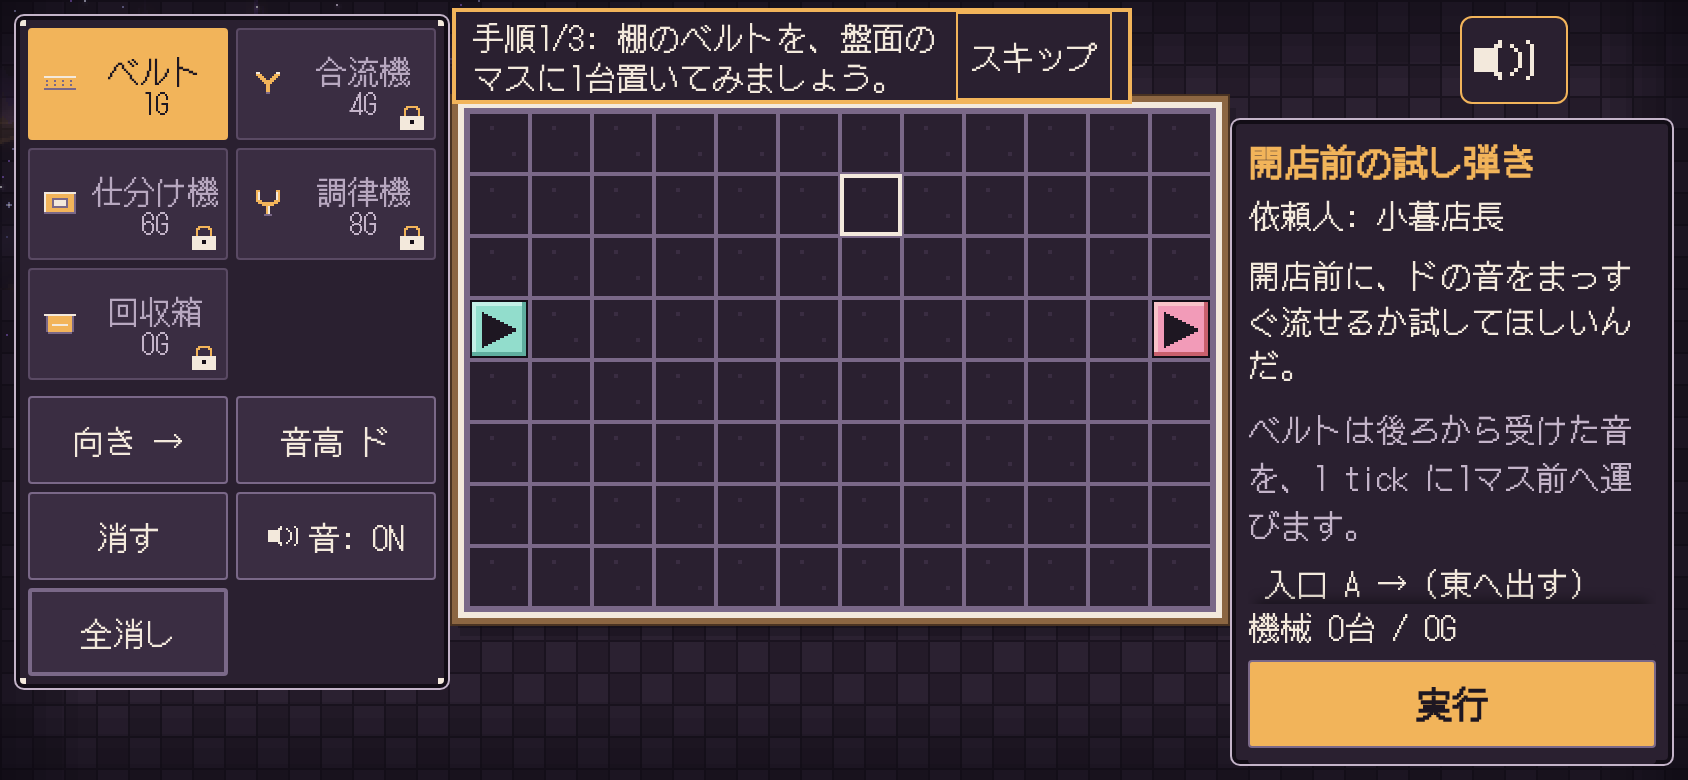 ベルト
1G
合流機
4G
仕分け機
6G
調律機
8G
回収箱
0G
向き →
音高 ド
消す
音: ON
全消し
手順1/3: 棚のベルトを、盤面の
マスに1台置いてみましょう。
スキップ
開店前の試し弾き
依頼人: 小暮店長
開店前に、ドの音をまっす
ぐ流せるか試してほしいん
だ。
ベルトは後ろから受けた音
を、1 tick に1マス前へ運
びます。
入口 A →（東へ出す）
機械 0台 / 0G
実行